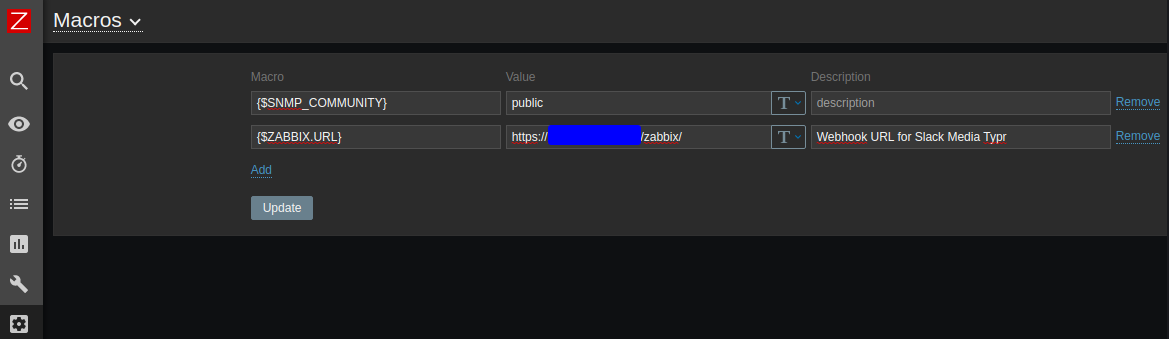 Z
Macros
Macro Value Description
{$SNMP_COMMUNITY} public T description Remove
{$ZABBIX.URL} https:// /zabbix/ T Webhook URL for Slack Media Typr Remove
Add
Update